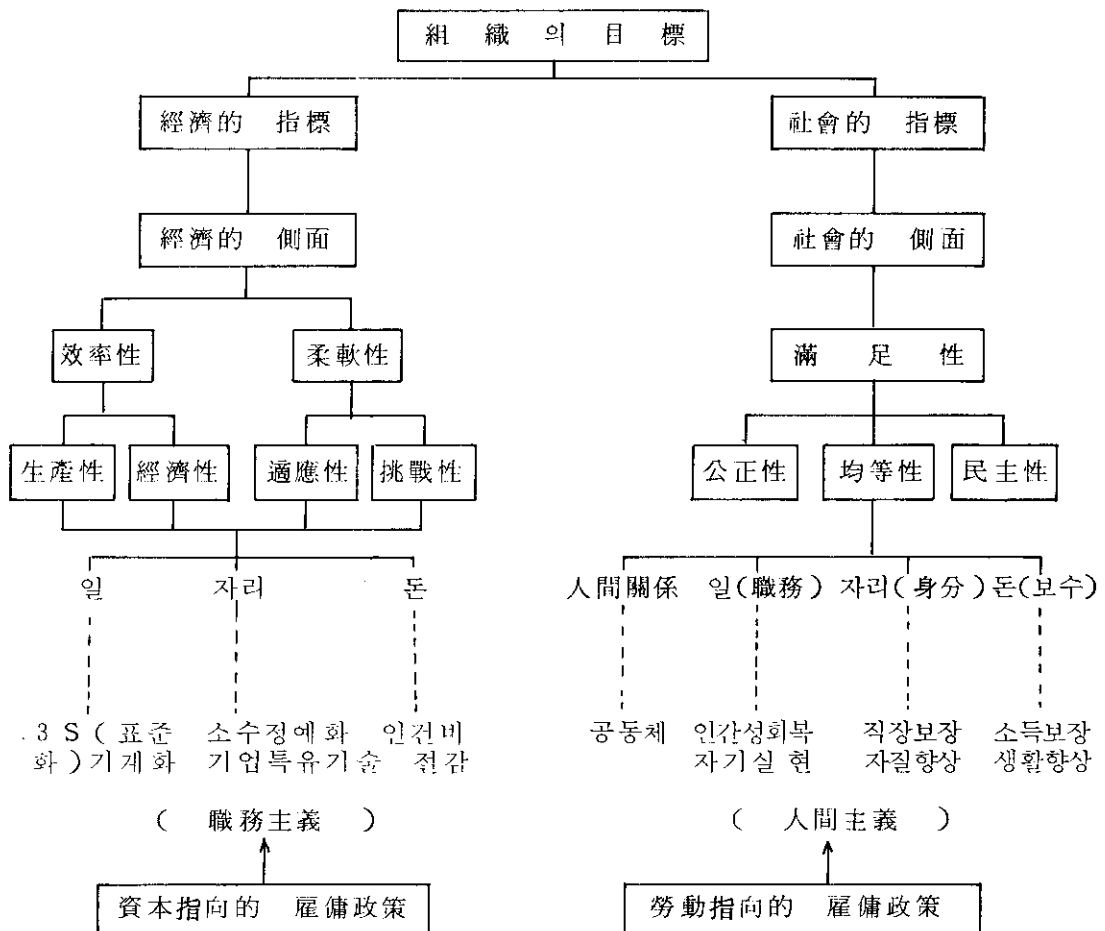 組 織 의 目 標
經濟的 指標
社會的 指標
經濟的 側面
社會的 側面
效率性
柔軟性
滿 足 性
生産性
經濟性
適應性
挑戰性
公正性
均等性
民主性
일
자리
돈
人間關係
일(職務)
자리(身分)
돈(보수)
3 S ( 표준
소수정예화
인건비
공동체
인간성회복
직장보장
소득보장
화 ) 기계화
기업특유기술
절감
자기실현
자질향상
생활향상
( 職務主義 )
( 人間主義 )
資本指向的 雇傭政策
勞動指向的 雇傭政策